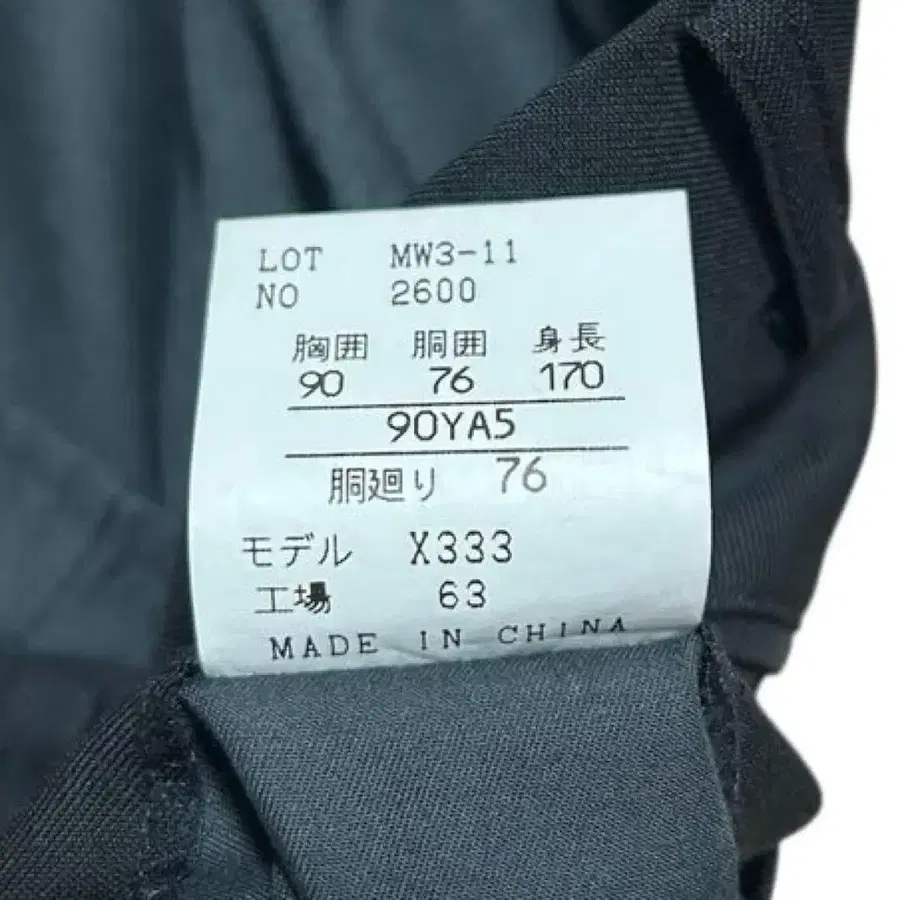 LOT MW3-11
NO 2600
胸囲 胴囲 身長
90 76 170
90YA5
胴廻り 76
モデル X333
工場 63
MADE IN CHINA